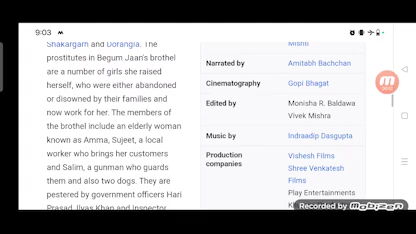 9:03
Shakargarh and Dorangla. The
prostitutes in Begum Jaan's brothel
are a number of girls she raised
herself, who were either abandoned
or disowned by their families and
now work for her. The members of
the brothel include an elderly woman
known as Amma, Sujeet, a local
worker who brings her customers
and Salim, a gunman who guards
them and also two dogs. They are
pestered by government officers Hari
Prasad, Ilyas Khan and Inspector
Mishti
Narrated by Amitabh Bachchan
Cinematography Gopi Bhagat
Edited by Monisha R. Baldawa
Vivek Mishra
Music by Indraadip Dasgupta
Production Vishesh Films
companies Shree Venkatesh
Films
Play Entertainments
Recorded by mobizen